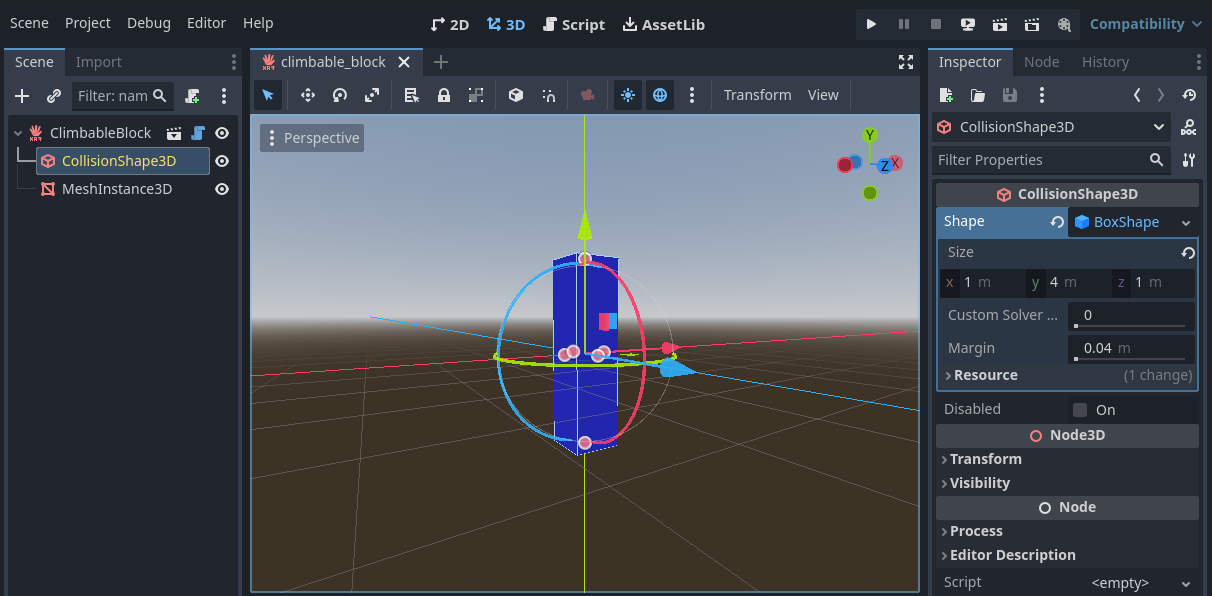 Scene Project Debug Editor Help
2D 3D Script AssetLib
Compatibility
Scene Import
climbable_block
Inspector Node History
Filter: nam
Transform View
ClimbableBlock
XRT
CollisionShape3D
MeshInstance3D
Perspective
Y
Z X
CollisionShape3D
DOC
Filter Properties
CollisionShape3D
Shape BoxShape
Size
x 1 m y 4 m z 1 m
Custom Solver ... 0
Margin 0.04 m
Resource (1 change)
Disabled On
Node3D
Transform
Visibility
Node
Process
Editor Description
Script <empty>